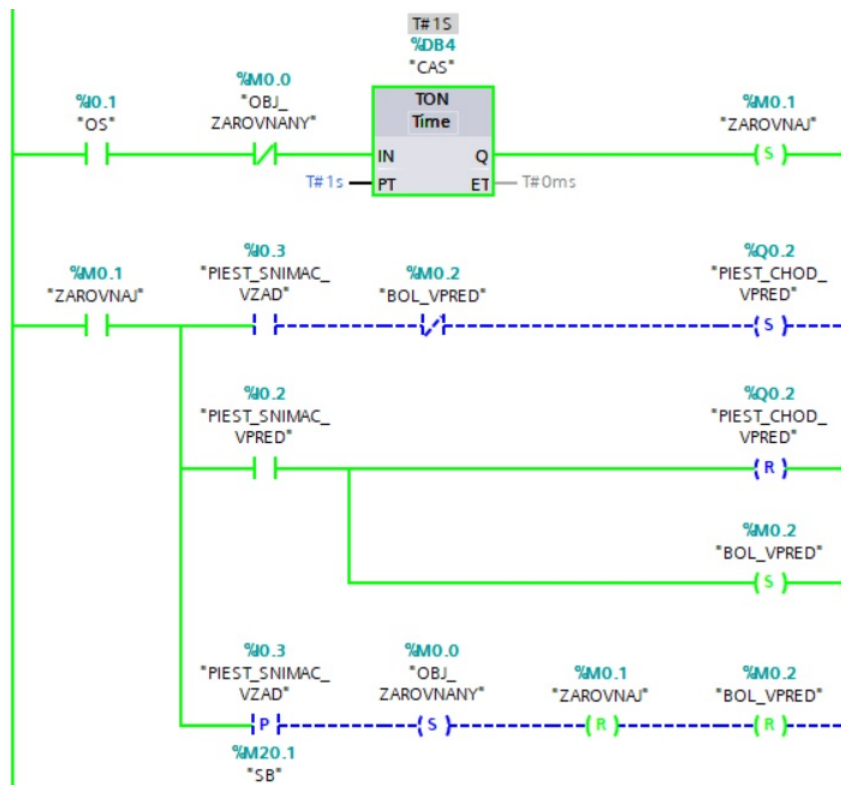 T#1S
%DB4
"CAS"
%I0.1
"OS"
%M0.0
"OBJ_
ZAROVNANY"
TON
Time
IN
Q
T#1s
PT
ET
T#0ms
%M0.1
"ZAROVNAJ"
S
%M0.1
"ZAROVNAJ"
%I0.3
"PIEST_SNIMAC_
VZAD"
%M0.2
"BOL_VPRED"
%Q0.2
"PIEST_CHOD_
VPRED"
S
%I0.2
"PIEST_SNIMAC_
VPRED"
%Q0.2
"PIEST_CHOD_
VPRED"
R
%M0.2
"BOL_VPRED"
S
%I0.3
"PIEST_SNIMAC_
VZAD"
P
%M20.1
"SB"
%M0.0
"OBJ_
ZAROVNANY"
S
%M0.1
"ZAROVNAJ"
R
%M0.2
"BOL_VPRED"
R